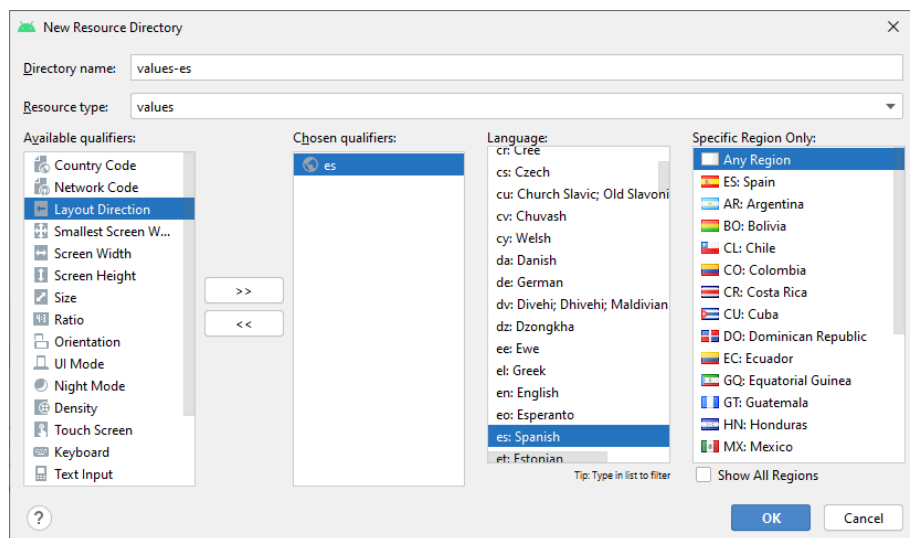 New Resource Directory
Directory name: values-es
Resource type: values
Available qualifiers:
Country Code
Network Code
Layout Direction
Smallest Screen W...
Screen Width
Screen Height
Size
Ratio
Orientation
UI Mode
Night Mode
Density
Touch Screen
Keyboard
Text Input
>>
<<
Chosen qualifiers:
es
Language:
cr: Cree
cs: Czech
cu: Church Slavic; Old Slavoni
cv: Chuvash
cy: Welsh
da: Danish
de: German
dv: Divehi; Dhivehi; Maldivian
dz: Dzongkha
ee: Ewe
el: Greek
en: English
eo: Esperanto
es: Spanish
et: Estonian
Tip: Type in list to filter
Specific Region Only:
Any Region
ES: Spain
AR: Argentina
BO: Bolivia
CL: Chile
CO: Colombia
CR: Costa Rica
CU: Cuba
DO: Dominican Republic
EC: Ecuador
GQ: Equatorial Guinea
GT: Guatemala
HN: Honduras
MX: Mexico
Show All Regions
?
OK
Cancel